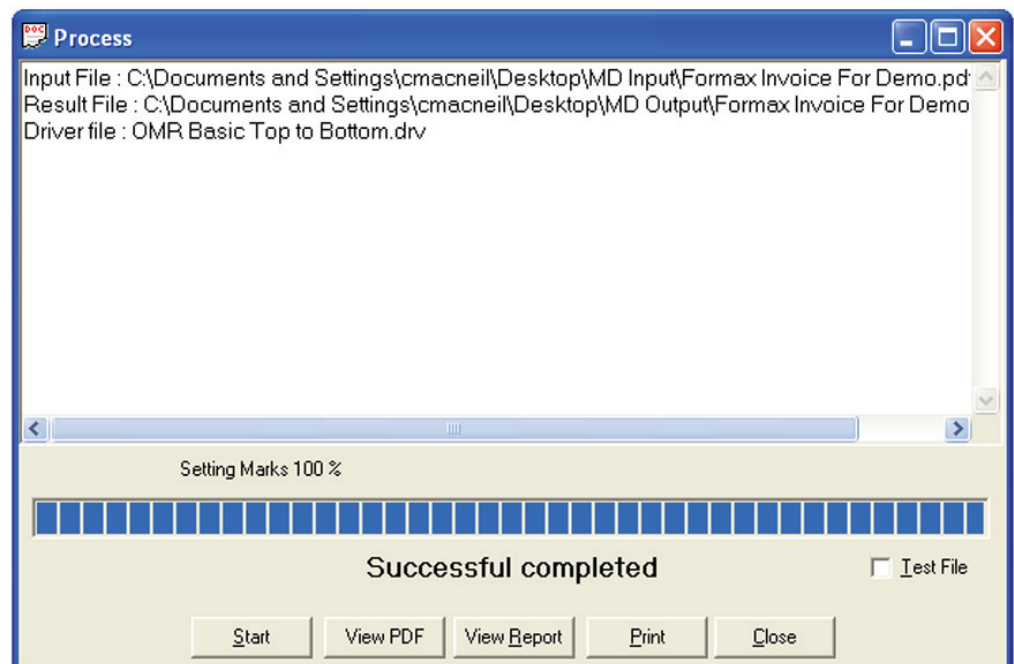 DOC Process
Input File : C:\Documents and Settings\cmacneil\Desktop\MD Input\Formax Invoice For Demo.pdf
Result File : C:\Documents and Settings\cmacneil\Desktop\MD Output\Formax Invoice For Demo
Driver file : OMR Basic Top to Bottom.drv
Setting Marks 100 %
Successful completed
Test File
Start View PDF View Report Print Close